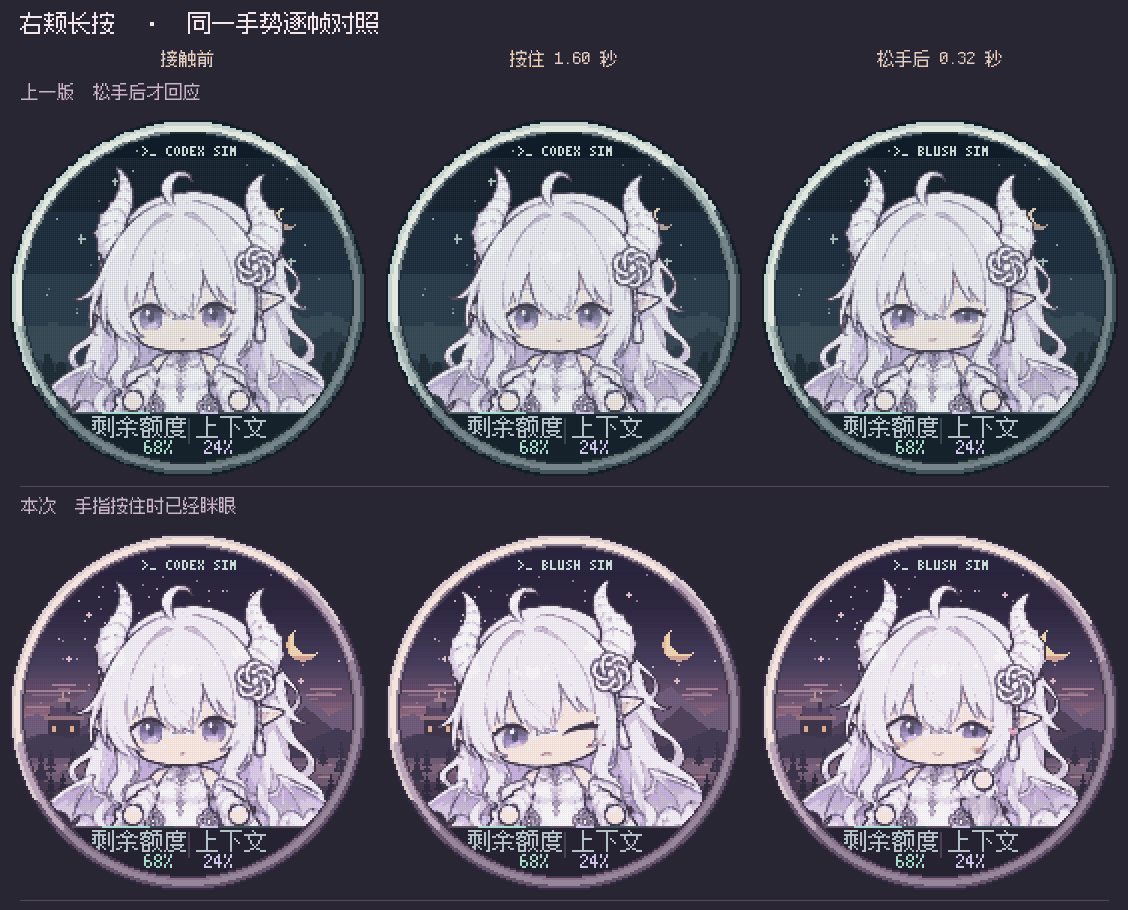 右颊长按 · 同一手势逐帧对照
接触前 按住 1.60 秒 松手后 0.32 秒
上一版 松手后才回应
>_ CODEX SIM >_ CODEX SIM >_ BLUSH SIM
剩余额度 上下文 剩余额度 上下文 剩余额度 上下文
68% 24% 68% 24% 68% 24%
本次 手指按住时已经眯眼
>_ CODEX SIM >_ BLUSH SIM >_ BLUSH SIM
剩余额度 上下文 剩余额度 上下文 剩余额度 上下文
68% 24% 68% 24% 68% 24%